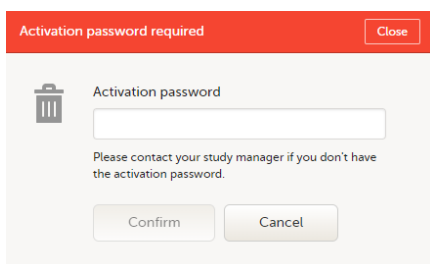 Activation password required
Close
Activation password
Please contact your study manager if you don't have
the activation password.
Confirm
Cancel